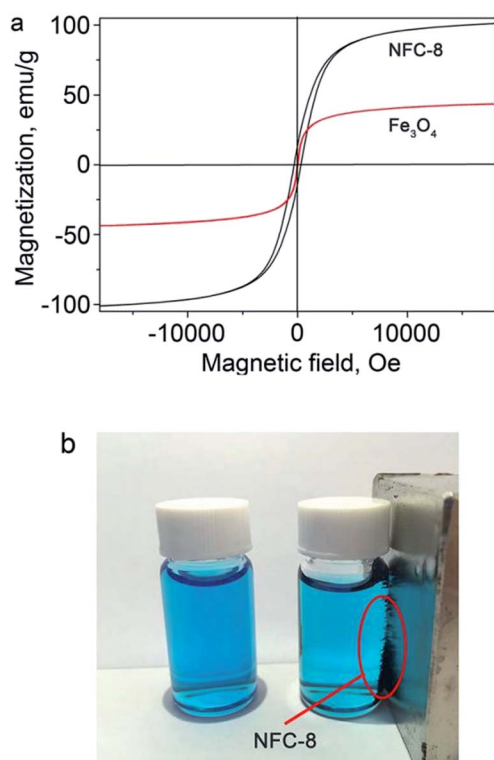 a
100
50
0
-50
-100
Magnetization, emu/g
NFC-8
Fe₃O₄
-10000 0 10000
Magnetic field, Oe
b
NFC-8